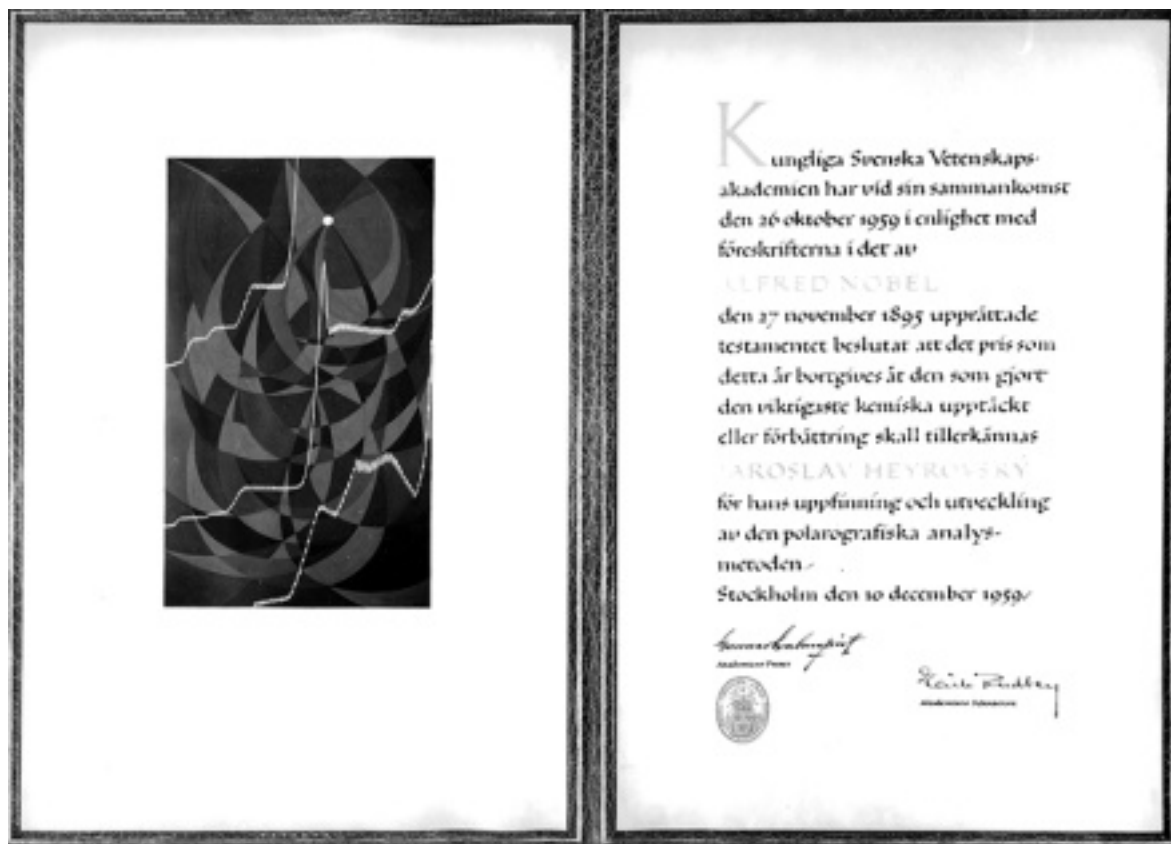 Kungliga Svenska Vetenskaps-
akademien har vid sin sammankomst
den 26 oktober 1959 i enlighet med
föreskrifterna i det av
ALFRED NOBEL
den 27 november 1895 upprättade
testamentet beslutat att det pris som
detta år bortgives åt den som gjort
den viktigaste kemiska upptäckt
eller förbättring skall tillerkännas
JAROSLAV HEYROVSKÝ
för hans uppfinning och utveckling
av den polarografiska analys-
metoden
Stockholm den 10 december 1959
Akademiens Preses
Akademiens